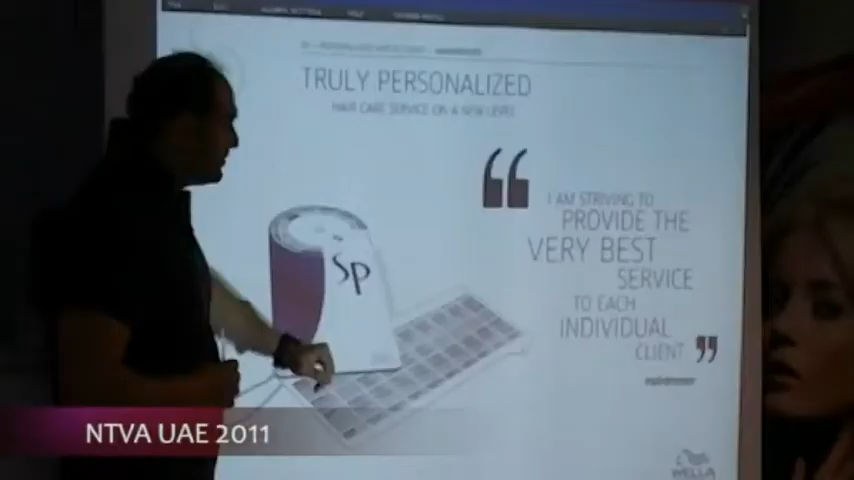 TRULY PERSONALIZED
HAIR CARE SERVICE ON A NEW LEVEL
“ I AM STRIVING TO
PROVIDE THE
VERY BEST
SERVICE
TO EACH
INDIVIDUAL
CLIENT ”
SP
NTVA UAE 2011
WELLA